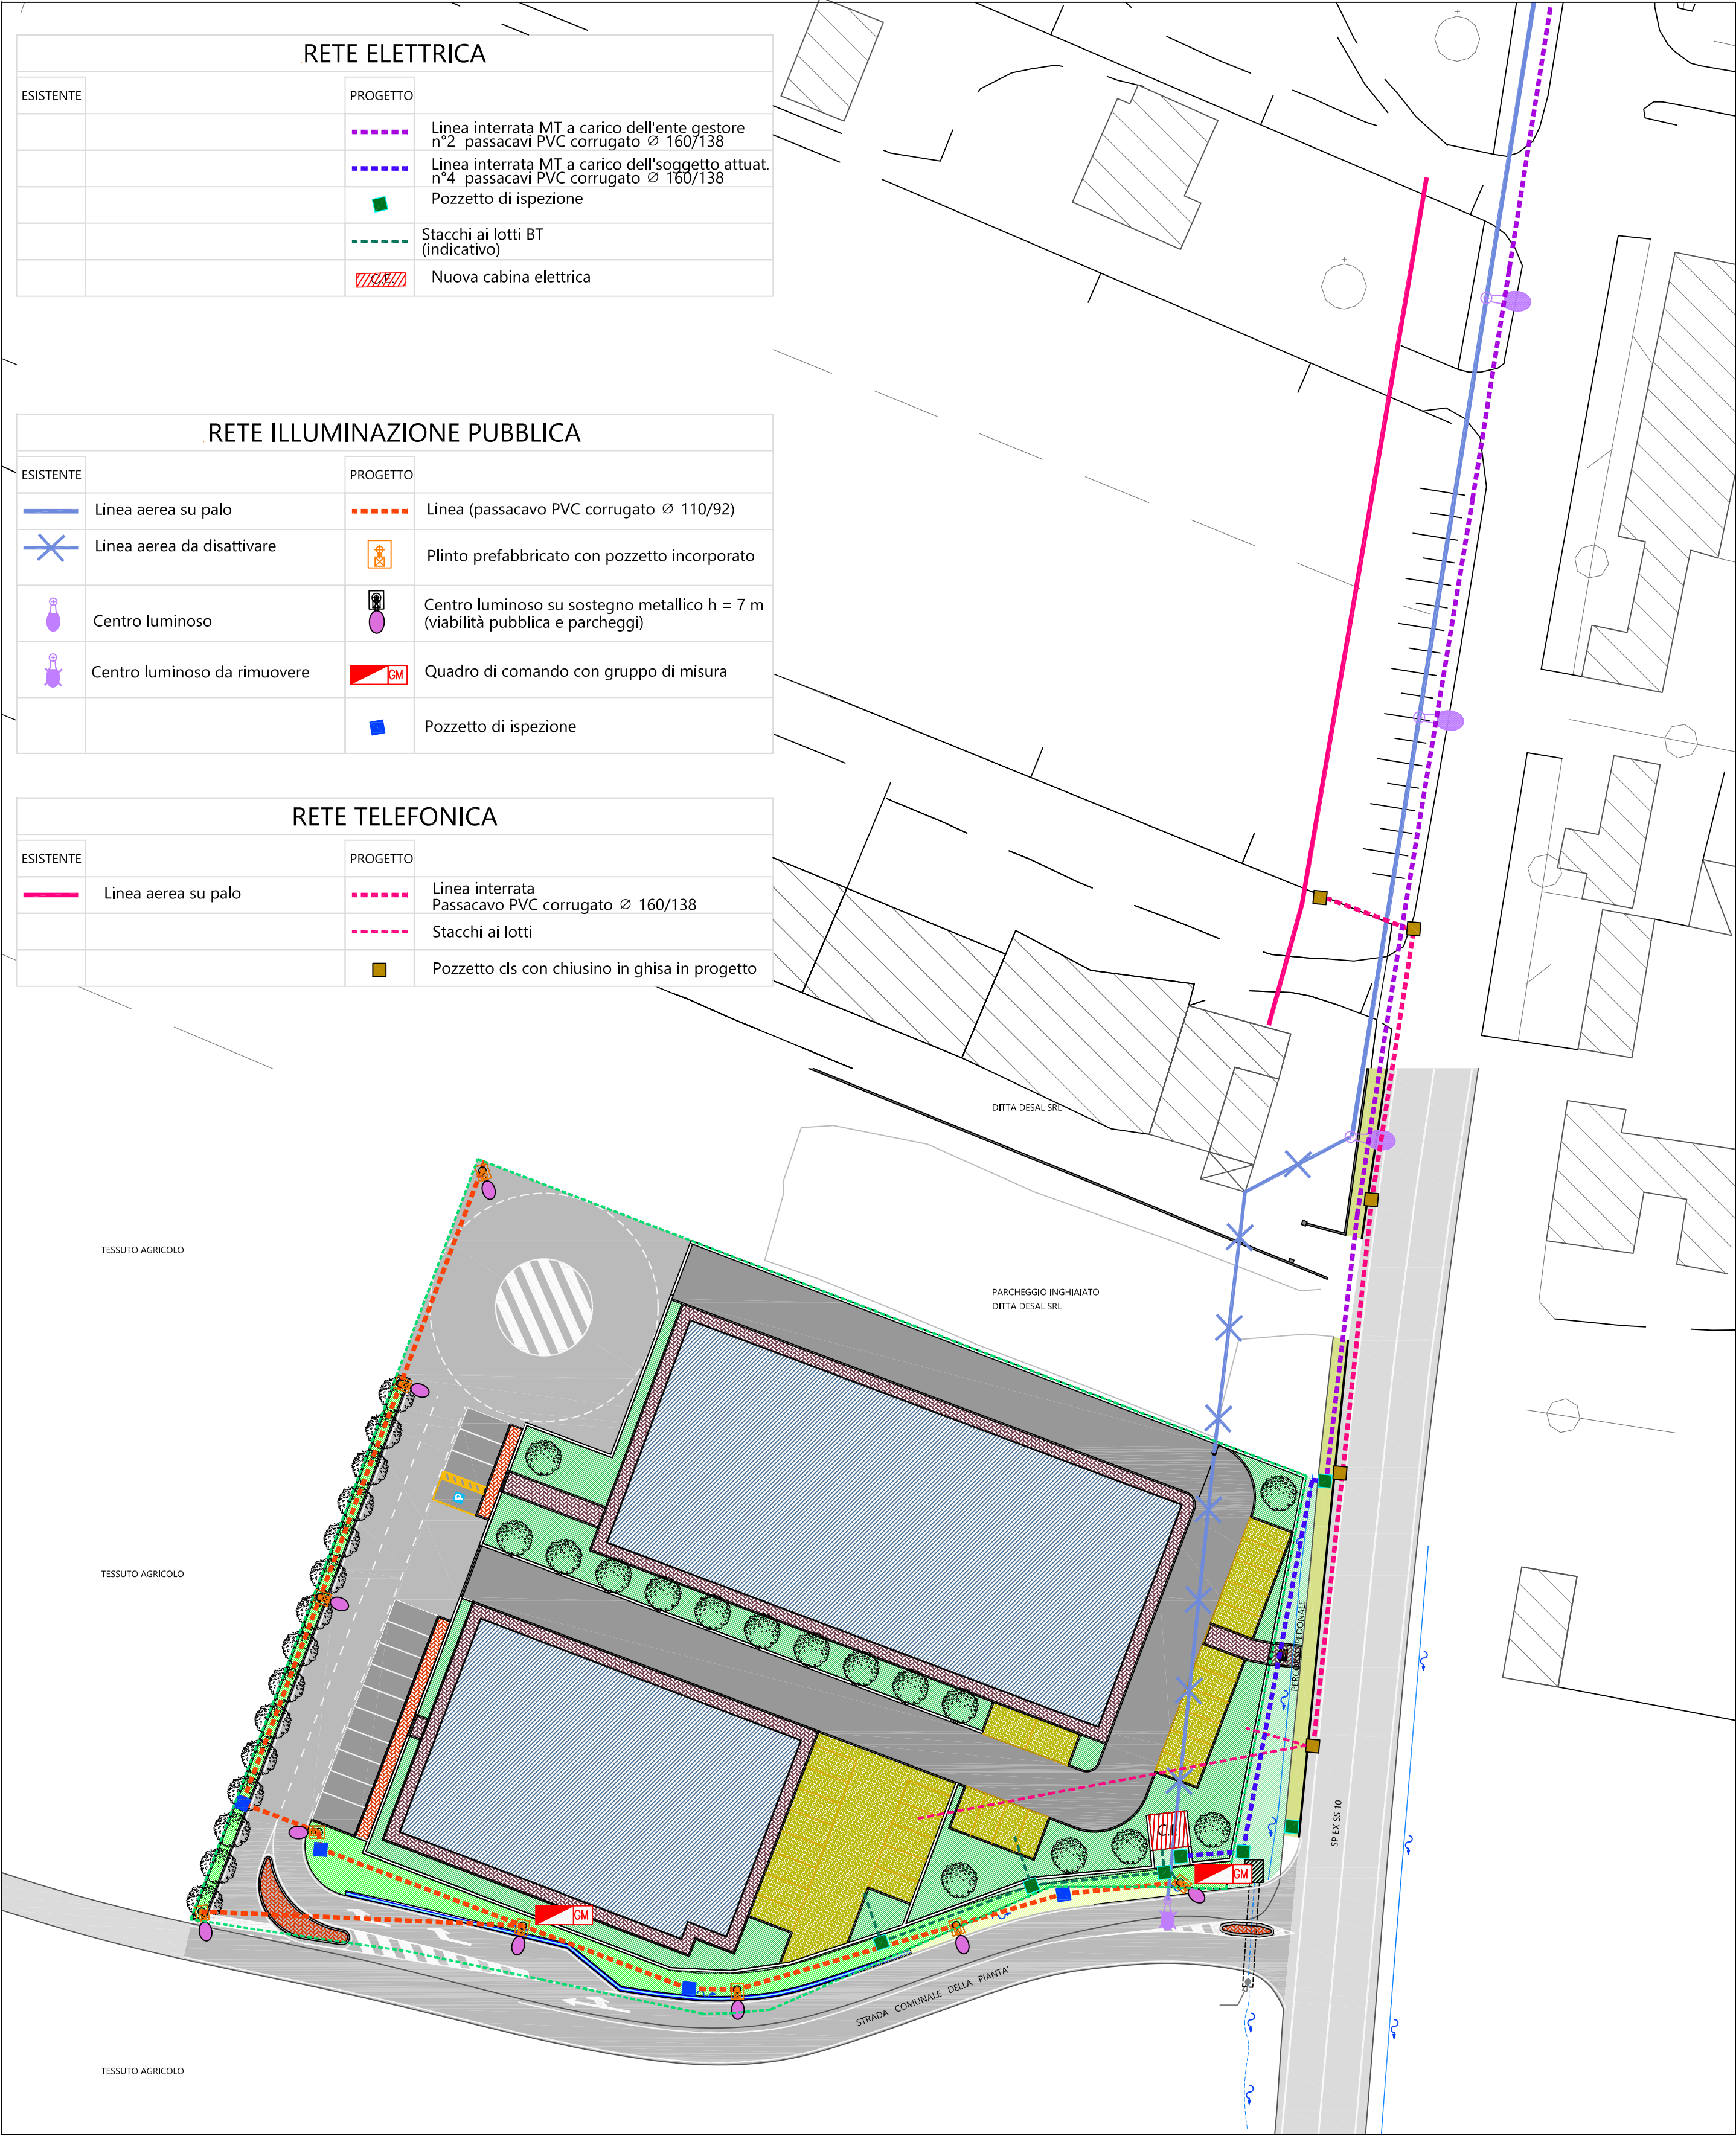 RETE ELETTRICA
ESISTENTE
PROGETTO
Linea interrata MT a carico dell'ente gestore
n°2 passacavi PVC corrugato ∅ 160/138
Linea interrata MT a carico dell'soggetto attuat.
n°4 passacavi PVC corrugato ∅ 160/138
Pozzetto di ispezione
Stacchi ai lotti BT
(indicativo)
C.E.
Nuova cabina elettrica
RETE ILLUMINAZIONE PUBBLICA
ESISTENTE
PROGETTO
Linea aerea su palo
Linea (passacavo PVC corrugato ∅ 110/92)
Linea aerea da disattivare
Plinto prefabbricato con pozzetto incorporato
Centro luminoso
Centro luminoso su sostegno metallico h = 7 m
(viabilità pubblica e parcheggi)
Centro luminoso da rimuovere
GM
Quadro di comando con gruppo di misura
Pozzetto di ispezione
RETE TELEFONICA
ESISTENTE
PROGETTO
Linea aerea su palo
Linea interrata
Passacavo PVC corrugato ∅ 160/138
Stacchi ai lotti
Pozzetto cls con chiusino in ghisa in progetto
DITTA DESAL SRL
TESSUTO AGRICOLO
PARCHEGGIO INGHIAIATO
DITTA DESAL SRL
P
TESSUTO AGRICOLO
PEDONALE
SP EX SS 10
GM
GM
STRADA COMUNALE DELLA PIANTA'
TESSUTO AGRICOLO